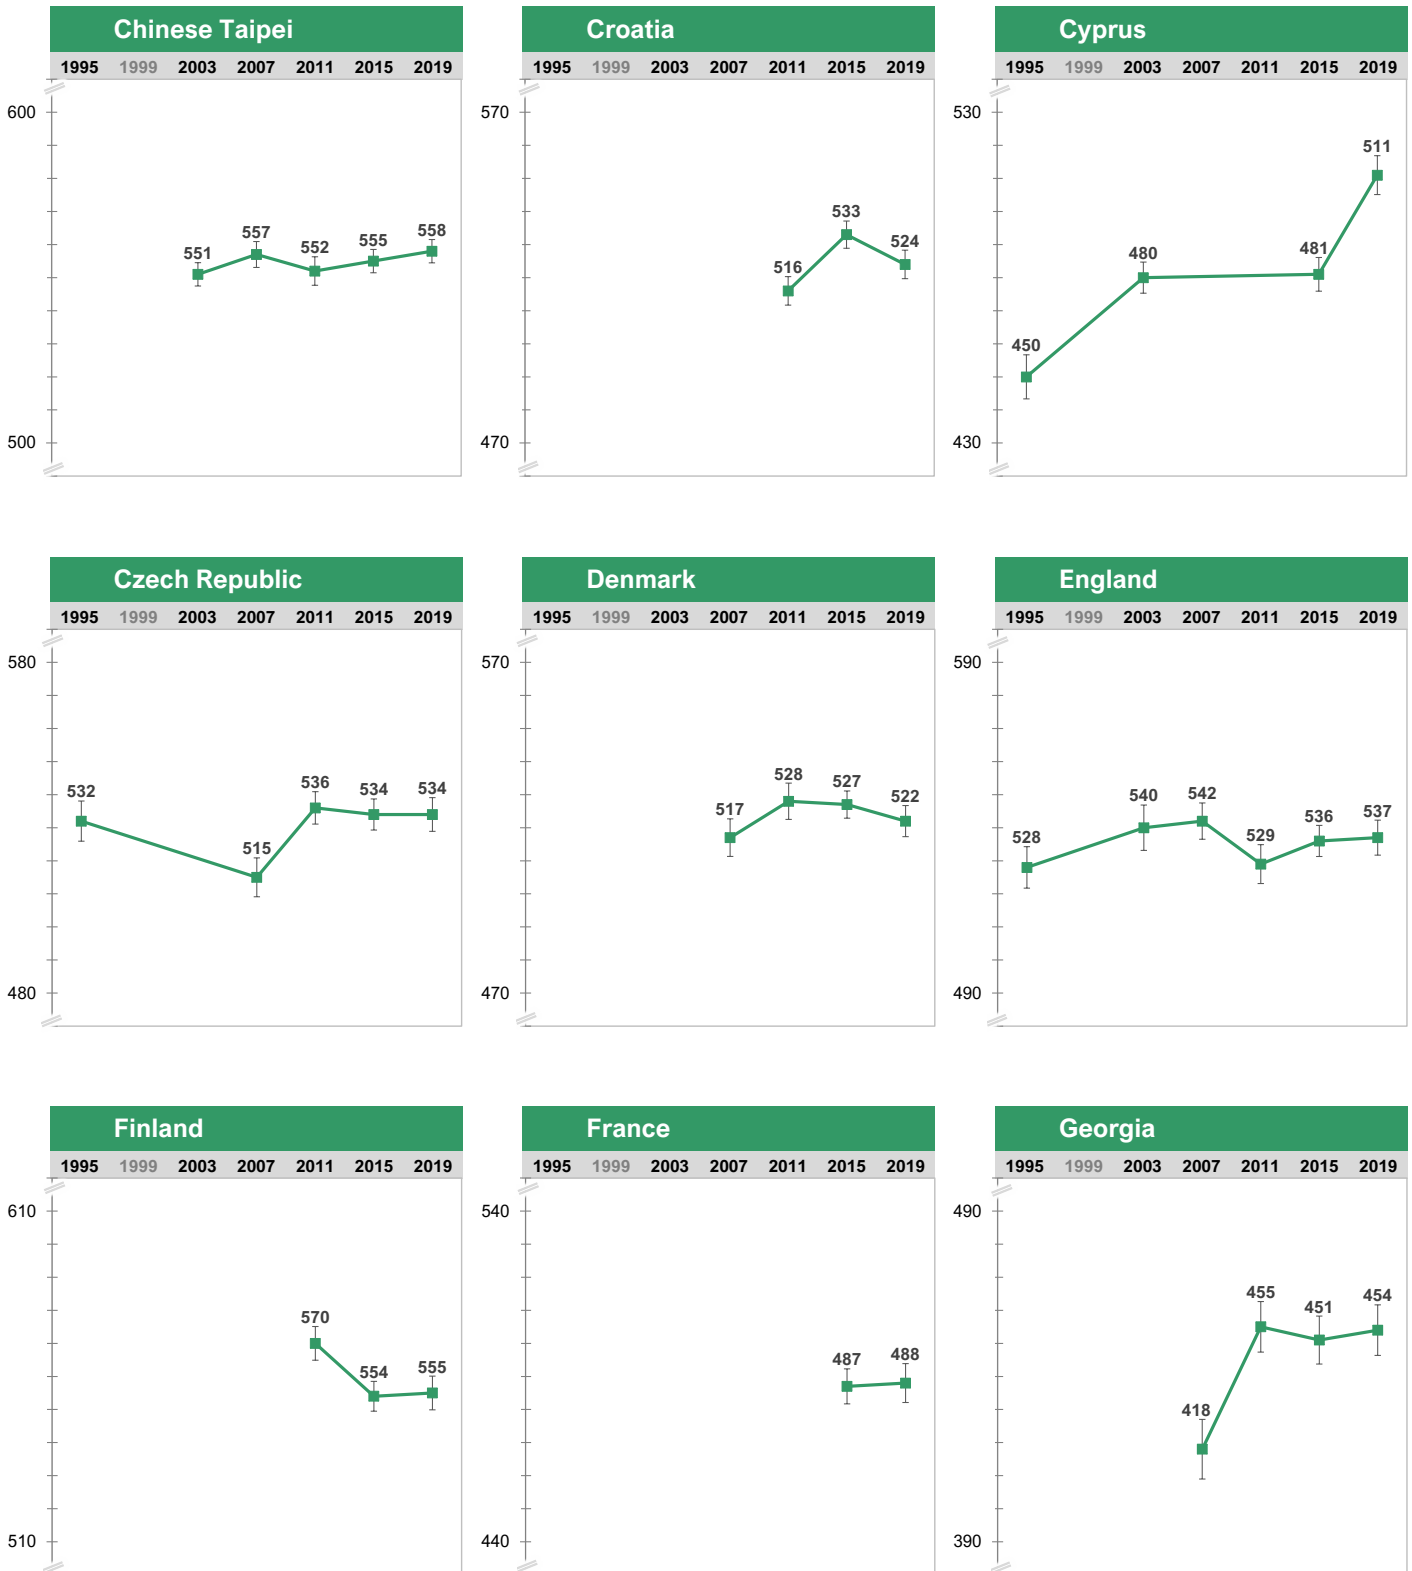 Chinese Taipei
1995 1999 2003 2007 2011 2015 2019
600
551 557 552 555 558
500
Croatia
1995 1999 2003 2007 2011 2015 2019
570
516 533 524
470
Cyprus
1995 1999 2003 2007 2011 2015 2019
530
450 480 481 511
430
Czech Republic
1995 1999 2003 2007 2011 2015 2019
580
532 515 536 534 534
480
Denmark
1995 1999 2003 2007 2011 2015 2019
570
517 528 527 522
470
England
1995 1999 2003 2007 2011 2015 2019
590
528 540 542 529 536 537
490
Finland
1995 1999 2003 2007 2011 2015 2019
610
570 554 555
510
France
1995 1999 2003 2007 2011 2015 2019
540
487 488
440
Georgia
1995 1999 2003 2007 2011 2015 2019
490
418 455 451 454
390